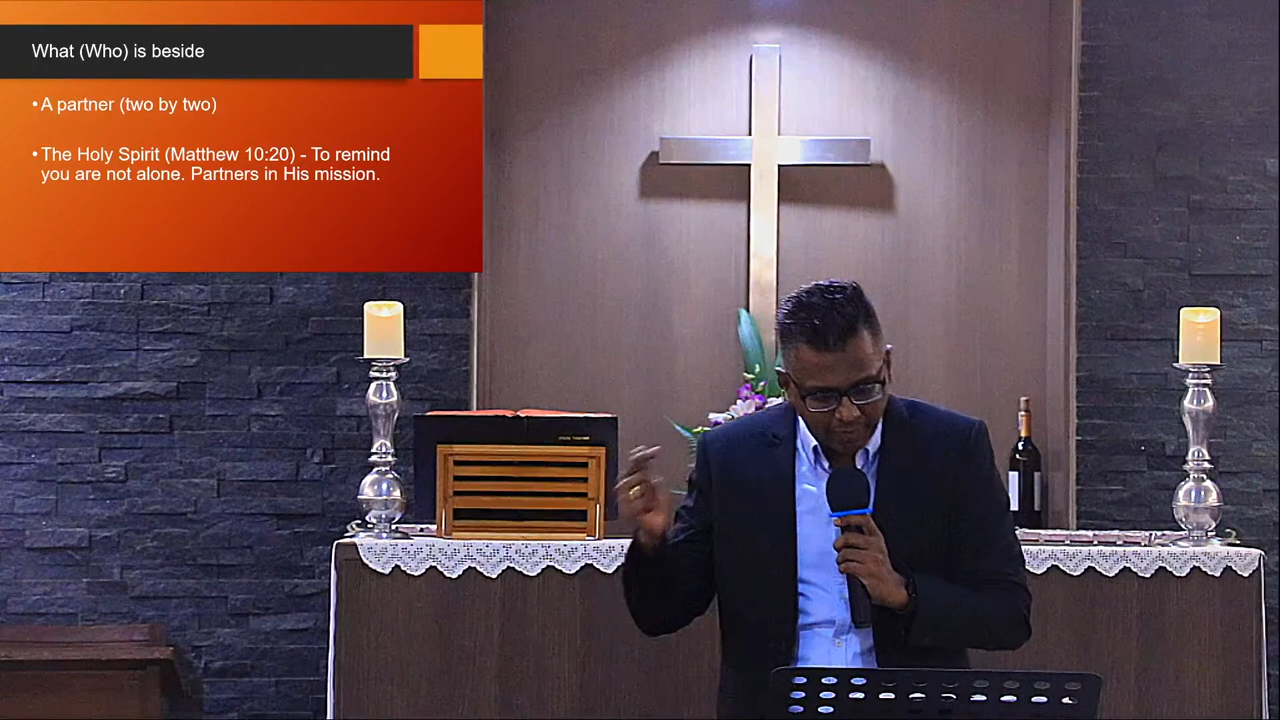 What (Who) is beside
•A partner (two by two)
•The Holy Spirit (Matthew 10:20) - To remind
you are not alone. Partners in His mission.